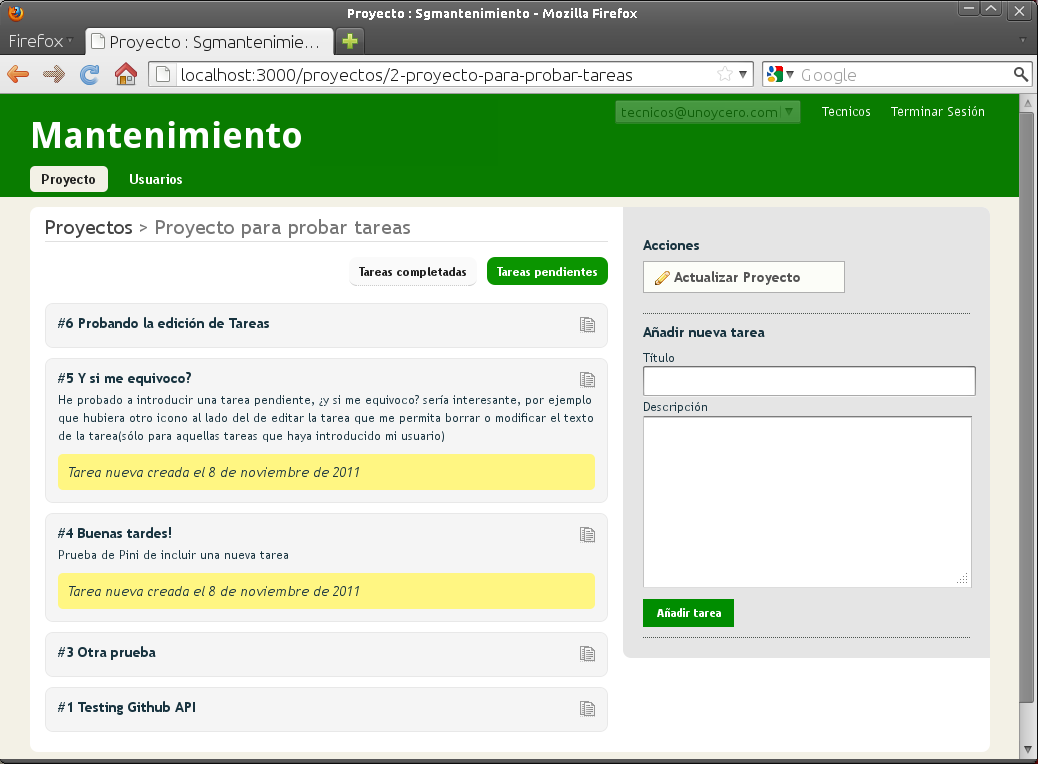 Proyecto : Sgmantenimiento - Mozilla Firefox
Firefox
Proyecto : Sgmantenimie...
localhost:3000/proyectos/2-proyecto-para-probar-tareas
Google
tecnicos@unoycero.com
Tecnicos
Terminar Sesión
Mantenimiento
Proyecto
Usuarios
Proyectos > Proyecto para probar tareas
Tareas completadas
Tareas pendientes
#6 Probando la edición de Tareas
#5 Y si me equivoco?
He probado a introducir una tarea pendiente, ¿y si me equivoco? sería interesante, por ejemplo
que hubiera otro icono al lado del de editar la tarea que me permita borrar o modificar el texto
de la tarea(sólo para aquellas tareas que haya introducido mi usuario)
Tarea nueva creada el 8 de noviembre de 2011
#4 Buenas tardes!
Prueba de Pini de incluir una nueva tarea
Tarea nueva creada el 8 de noviembre de 2011
#3 Otra prueba
#1 Testing Github API
Acciones
Actualizar Proyecto
Añadir nueva tarea
Título
Descripción
Añadir tarea